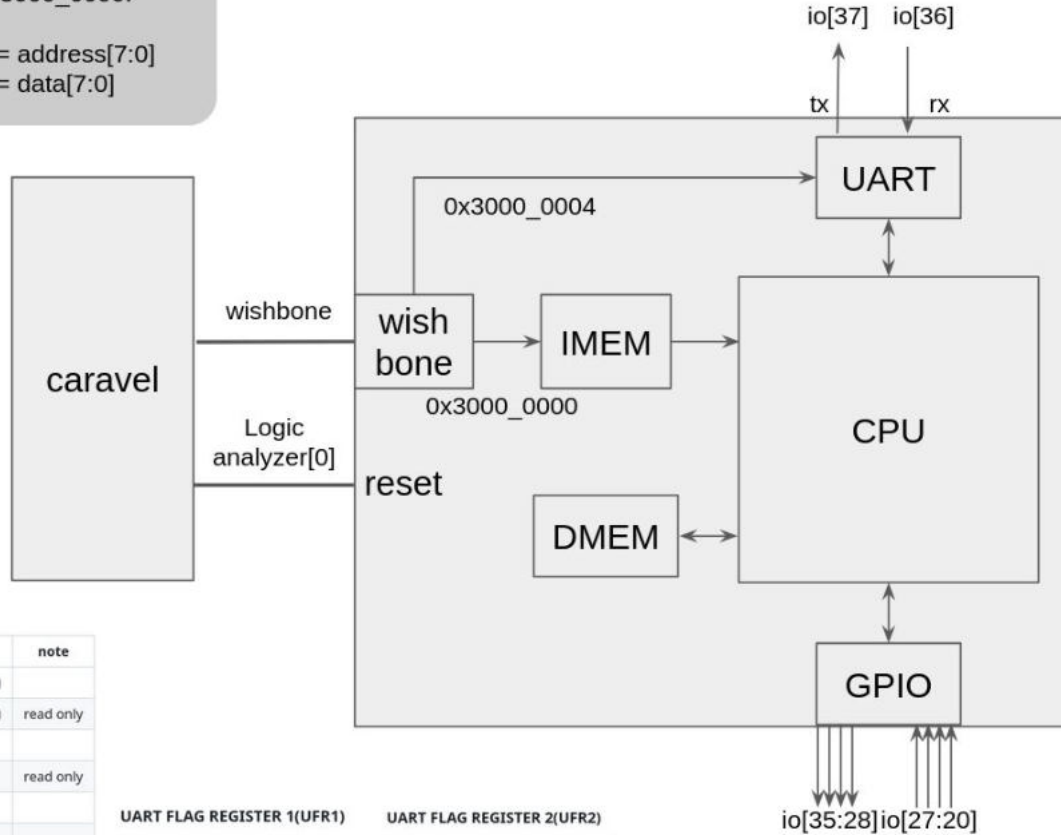 = address[7:0]
= data[7:0]
io[37]
io[36]
tx
rx
UART
0x3000_0004
wishbone
wish
bone
IMEM
0x3000_0000
caravel
CPU
Logic
analyzer[0]
reset
DMEM
GPIO
note
read only
read only
UART FLAG REGISTER 1(UFR1)
UART FLAG REGISTER 2(UFR2)
io[35:28]
io[27:20]